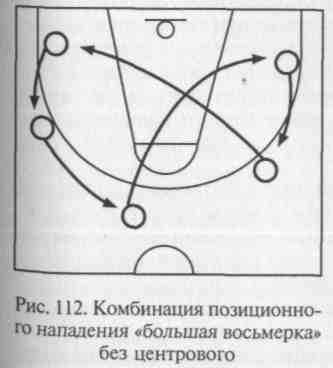 Рис. 112. Комбинация позиционно-
го нападения «большая восьмерка»
без центрового